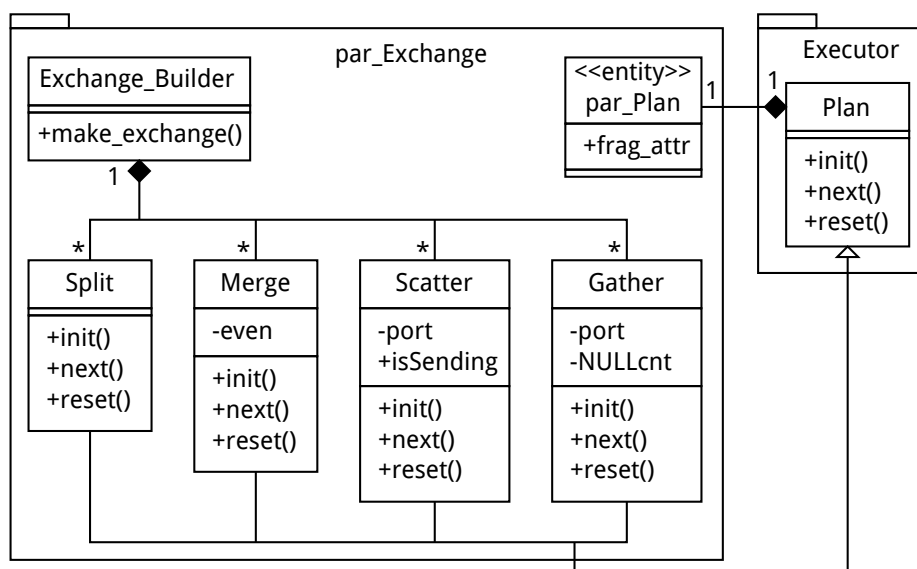 par_Exchange
Exchange_Builder
+make_exchange()
1
<<entity>>
par_Plan
+frag_attr
1
1
Executor
Plan
+init()
+next()
+reset()
*
*
*
*
Split
+init()
+next()
+reset()
Merge
-even
+init()
+next()
+reset()
Scatter
-port
+isSending
+init()
+next()
+reset()
Gather
-port
-NULLcnt
+init()
+next()
+reset()